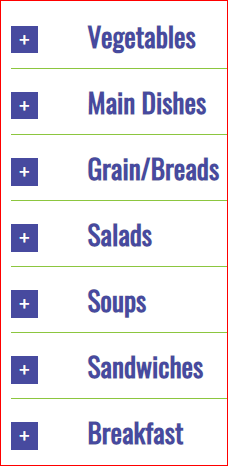 + Vegetables
+ Main Dishes
+ Grain/Breads
+ Salads
+ Soups
+ Sandwiches
+ Breakfast